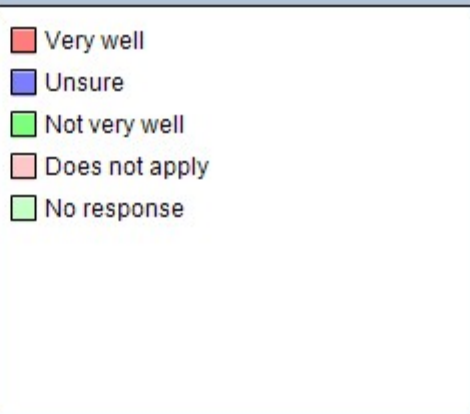 Very well
Unsure
Not very well
Does not apply
No response